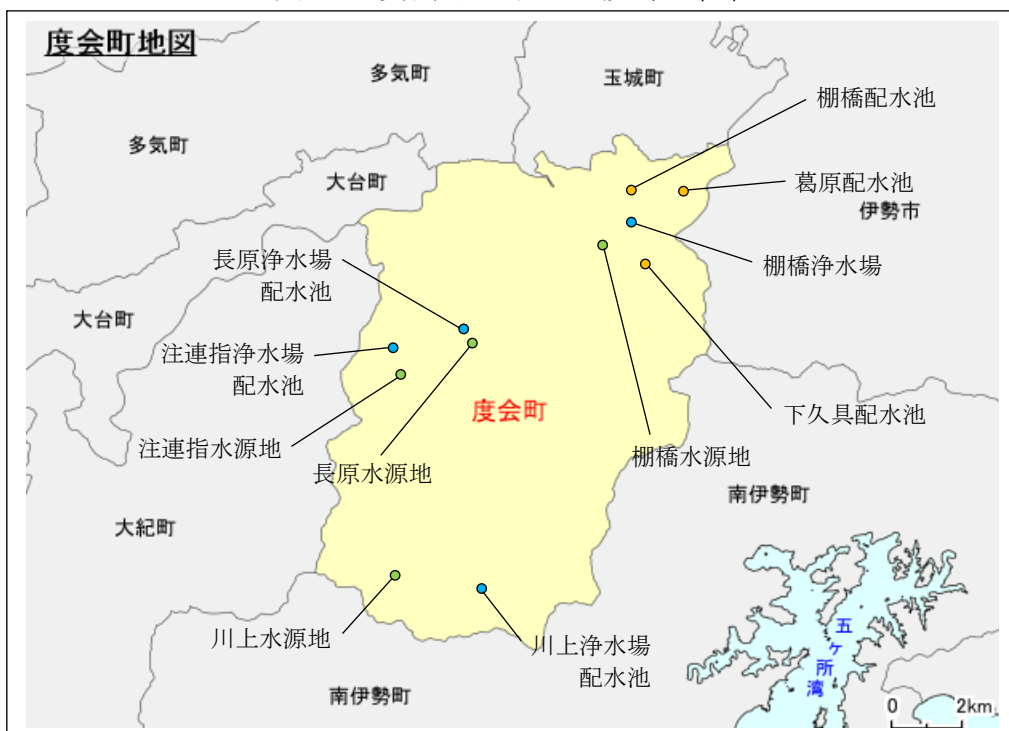 度会町地図
多気町
玉城町
棚橋配水池
多気町
大台町
葛原配水池
伊勢市
長原浄水場
配水池
棚橋浄水場
大台町
注連指浄水場
配水池
度会町
下久具配水池
注連指水源地
長原水源地
棚橋水源地
南伊勢町
大紀町
川上水源地
川上浄水場
配水池
南伊勢町
五ヶ所湾
0 2km